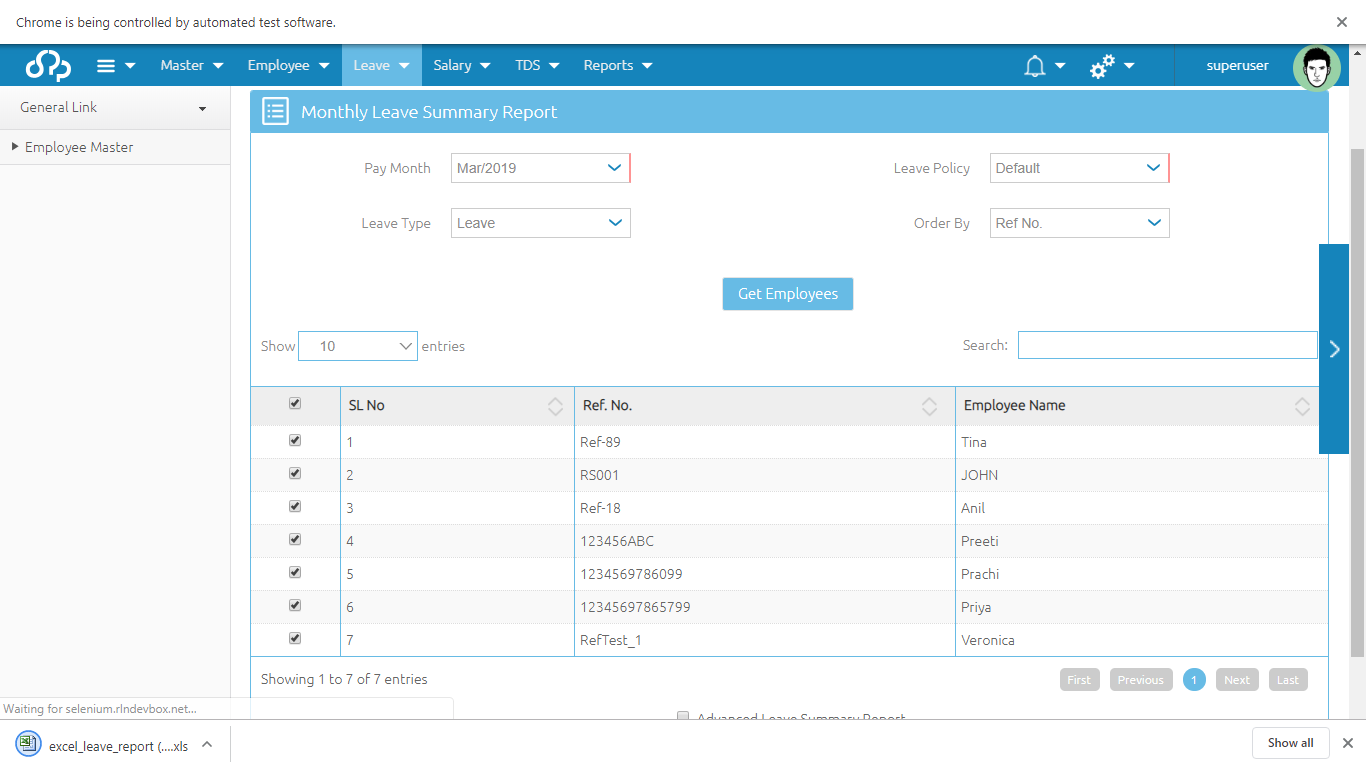 Chrome is being controlled by automated test software.
Master Employee Leave Salary TDS Reports superuser
General Link
Employee Master
Monthly Leave Summary Report
Pay Month Mar/2019 Leave Policy Default
Leave Type Leave Order By Ref No.
Get Employees
Show 10 entries Search:
SL No Ref. No. Employee Name
1 Ref-89 Tina
2 RS001 JOHN
3 Ref-18 Anil
4 123456ABC Preeti
5 1234569786099 Prachi
6 12345697865799 Priya
7 RefTest_1 Veronica
Showing 1 to 7 of 7 entries First Previous 1 Next Last
Waiting for selenium.rlndevbox.net...
Advanced Leave Summary Report
excel_leave_report (....xls Show all